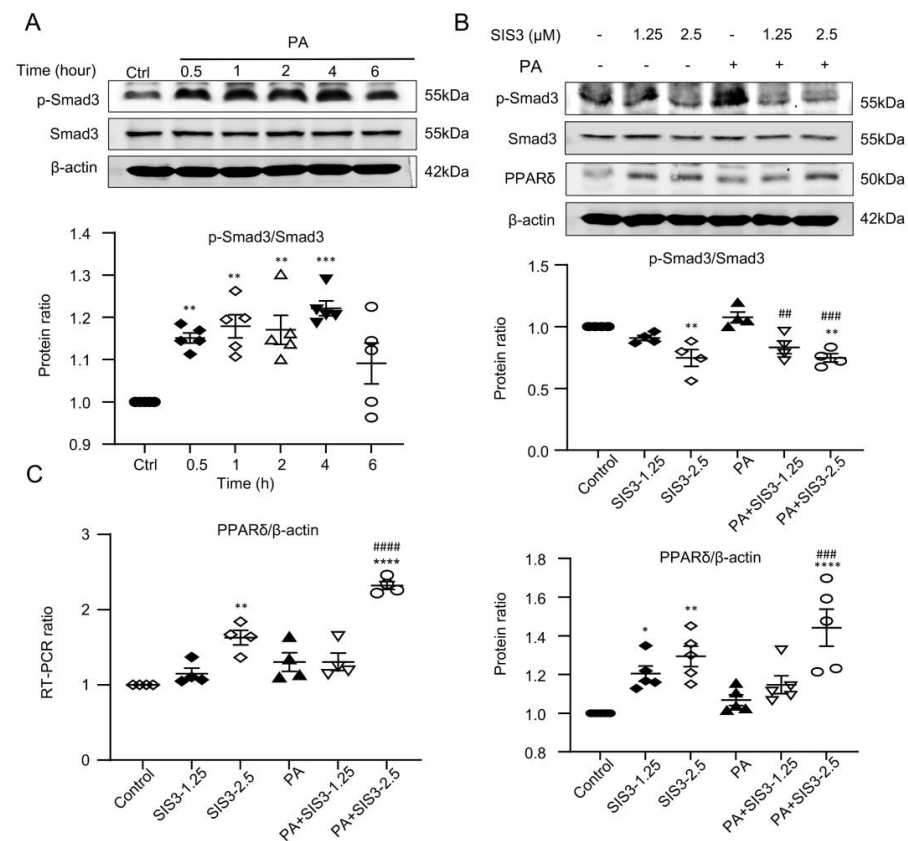 A
PA
Time (hour) Ctrl 0.5 1 2 4 6
p-Smad3 55kDa
Smad3 55kDa
β-actin 42kDa
p-Smad3/Smad3
Protein ratio
1.4
1.3
1.2
1.1
1.0
0.9
** ** ** ***
Ctrl 0.5 1 2 4 6
Time (h)
B
SIS3 (μM) - 1.25 2.5 - 1.25 2.5
PA - - - + + +
p-Smad3 55kDa
Smad3 55kDa
PPARδ 50kDa
β-actin 42kDa
p-Smad3/Smad3
Protein ratio
1.5
1.0
0.5
0.0
** ## ###
**
Control SIS3-1.25 SIS3-2.5 PA PA+SIS3-1.25 PA+SIS3-2.5
PPARδ/β-actin
Protein ratio
1.8
1.6
1.4
1.2
1.0
0.8
* ** ###
****
Control SIS3-1.25 SIS3-2.5 PA PA+SIS3-1.25 PA+SIS3-2.5
C
PPARδ/β-actin
RT-PCR ratio
3
2
1
0
** ####
****
Control SIS3-1.25 SIS3-2.5 PA PA+SIS3-1.25 PA+SIS3-2.5